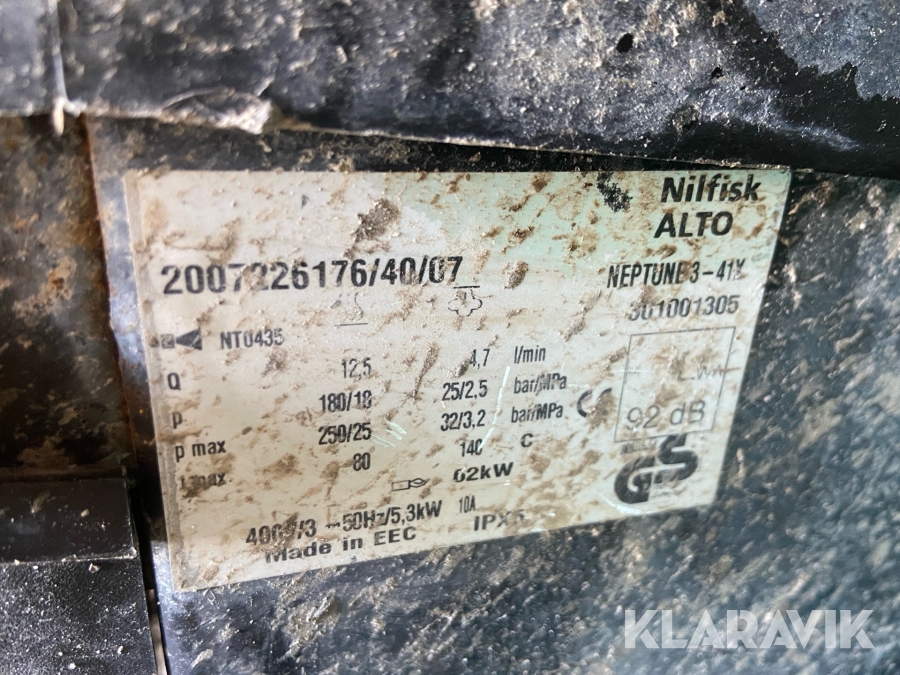 Nilfisk
ALTO
2007226176/40/07
NEPTUNE 3-41X
301001305
NT0435
Q 12,5 4,7 l/min
p 180/18 25/2,5 bar/MPa
p max 250/25 32/3,2 bar/MPa
80 140 C
CE
92 dB
GS
62kW
400V/3 ~50Hz/5,3kW 10A
Made in EEC
KLARAVIK